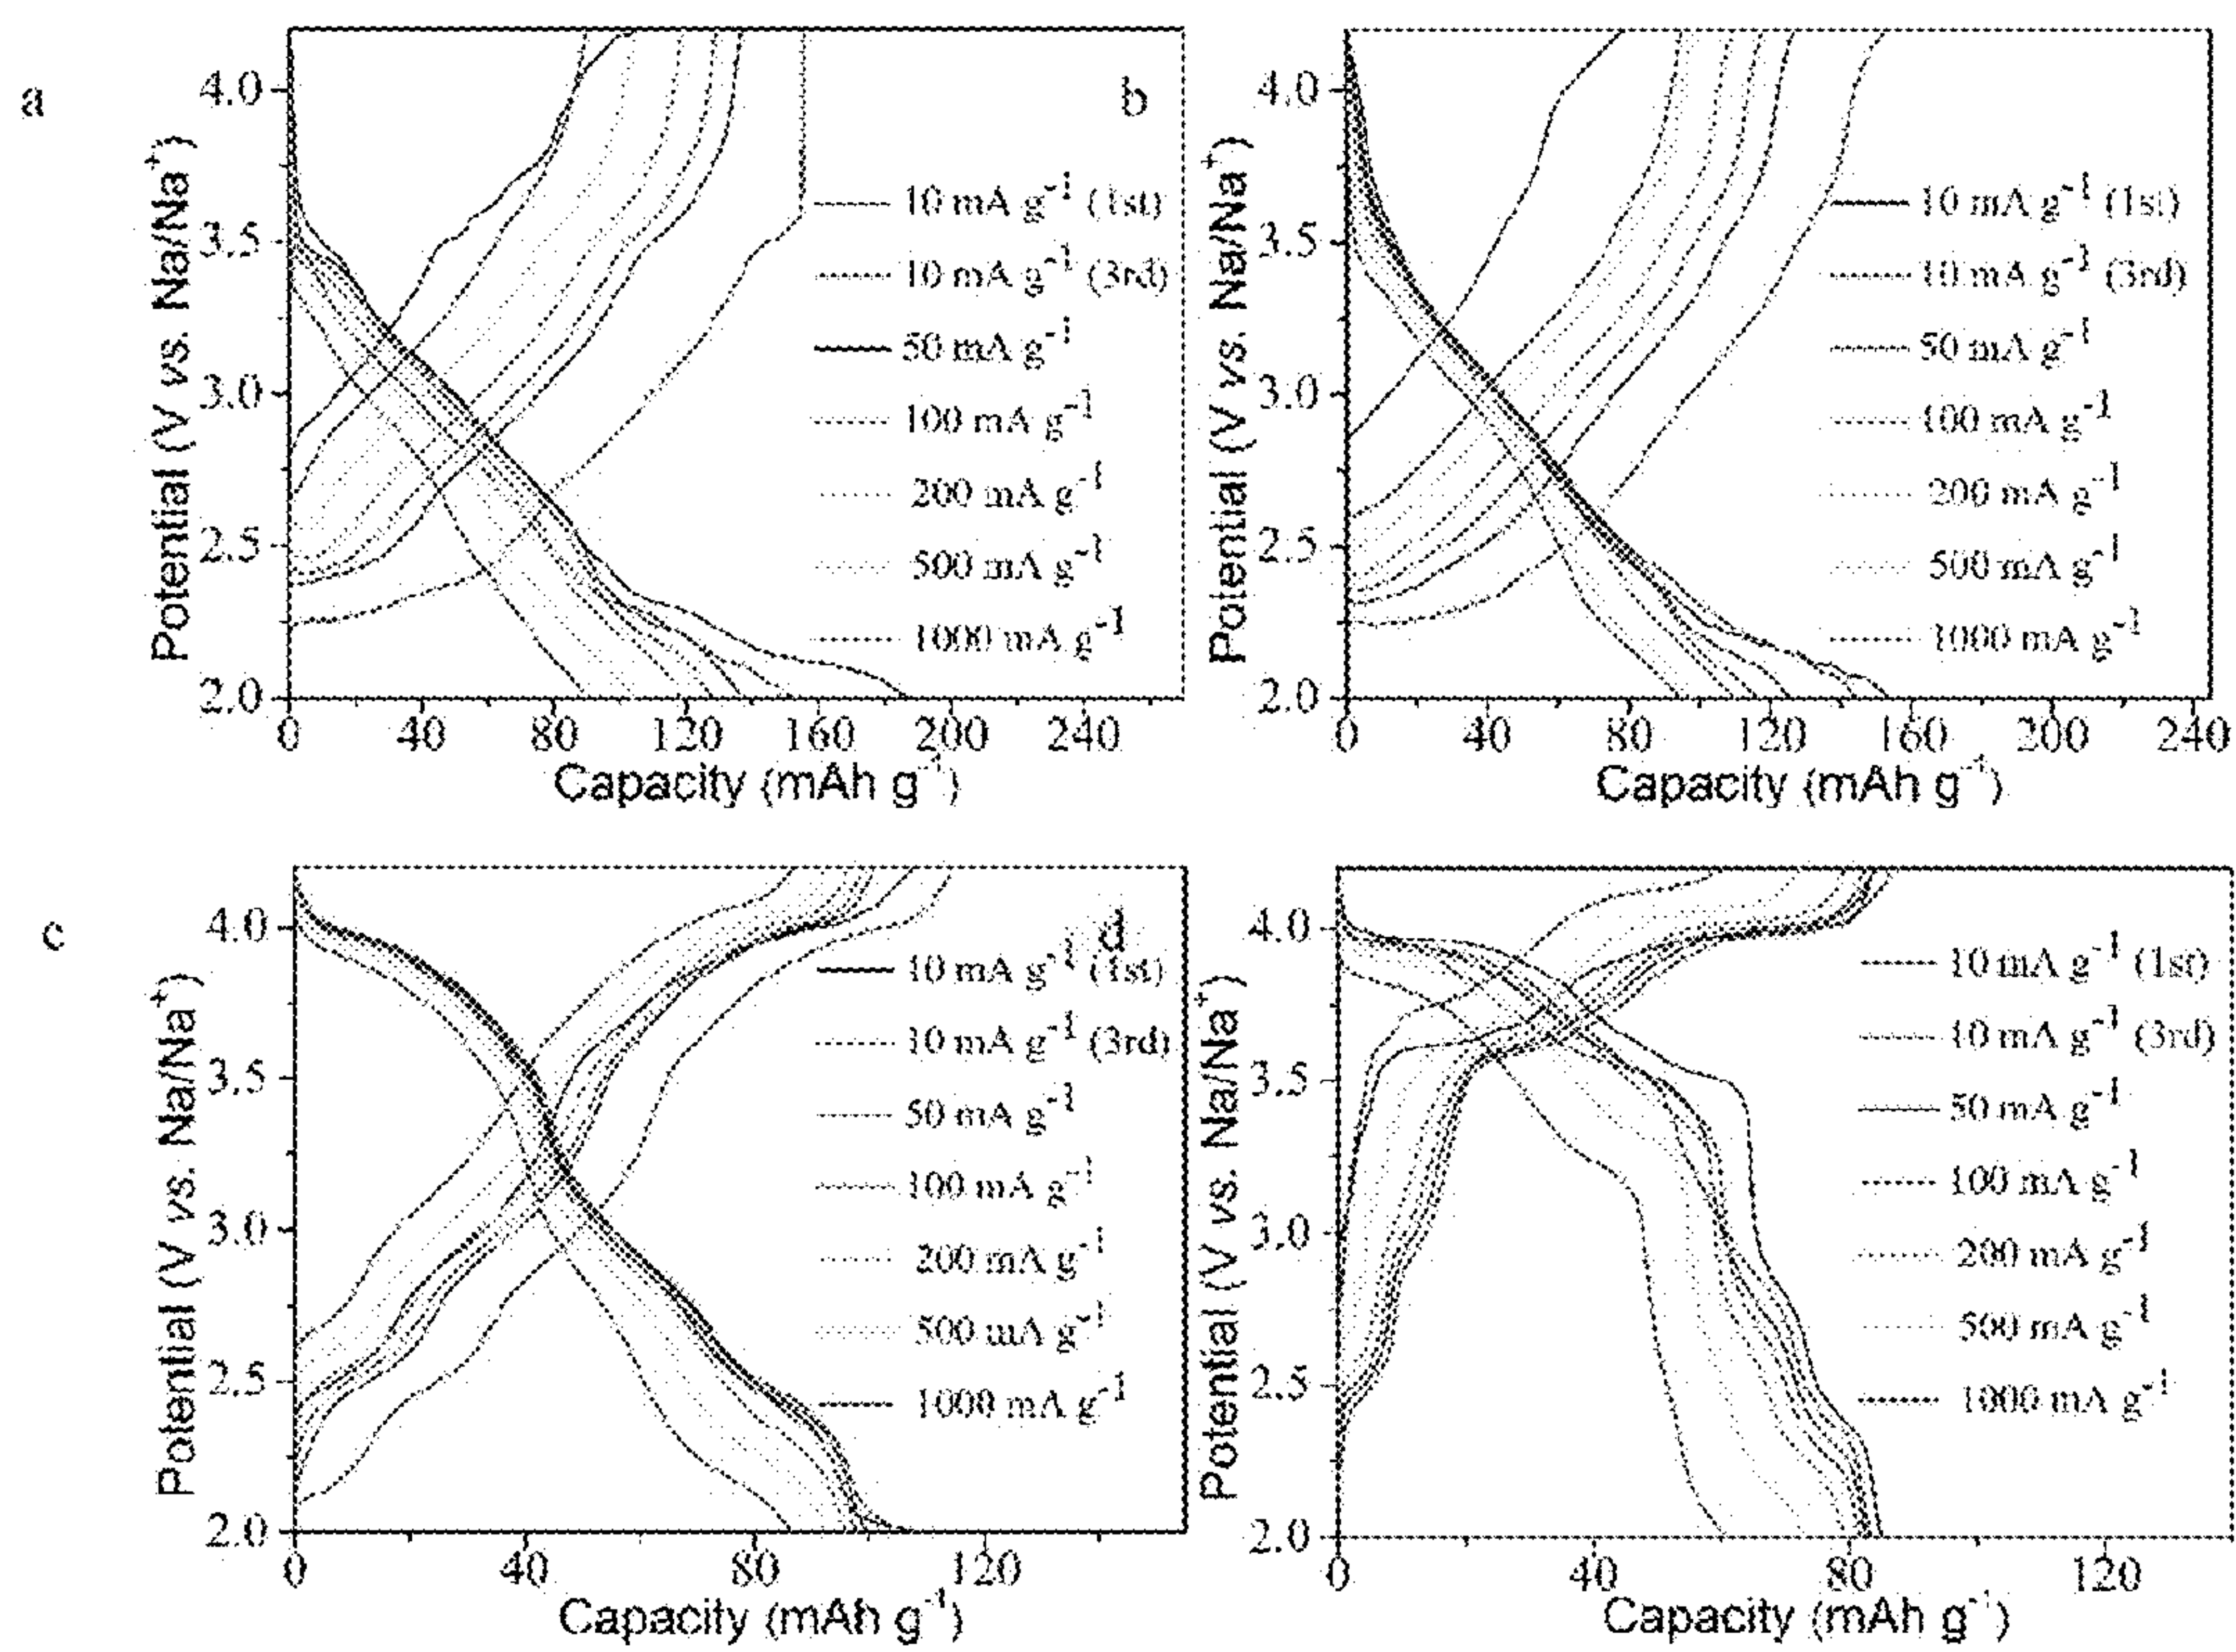 a
Potential (V vs. Na/Na⁺)
4.0
3.5
3.0
2.5
2.0
10 mA g⁻¹ (1st)
10 mA g⁻¹ (3rd)
50 mA g⁻¹
100 mA g⁻¹
200 mA g⁻¹
500 mA g⁻¹
1000 mA g⁻¹
0 40 80 120 160 200 240
Capacity (mAh g⁻¹)
b
Potential (V vs. Na/Na⁺)
4.0
3.5
3.0
2.5
2.0
10 mA g⁻¹ (1st)
10 mA g⁻¹ (3rd)
50 mA g⁻¹
100 mA g⁻¹
200 mA g⁻¹
500 mA g⁻¹
1000 mA g⁻¹
0 40 80 120 160 200 240
Capacity (mAh g⁻¹)
c
Potential (V vs. Na/Na⁺)
4.0
3.5
3.0
2.5
2.0
10 mA g⁻¹ (1st)
10 mA g⁻¹ (3rd)
50 mA g⁻¹
100 mA g⁻¹
200 mA g⁻¹
500 mA g⁻¹
1000 mA g⁻¹
0 40 80 120
Capacity (mAh g⁻¹)
d
Potential (V vs. Na/Na⁺)
4.0
3.5
3.0
2.5
2.0
10 mA g⁻¹ (1st)
10 mA g⁻¹ (3rd)
50 mA g⁻¹
100 mA g⁻¹
200 mA g⁻¹
500 mA g⁻¹
1000 mA g⁻¹
0 40 80 120
Capacity (mAh g⁻¹)